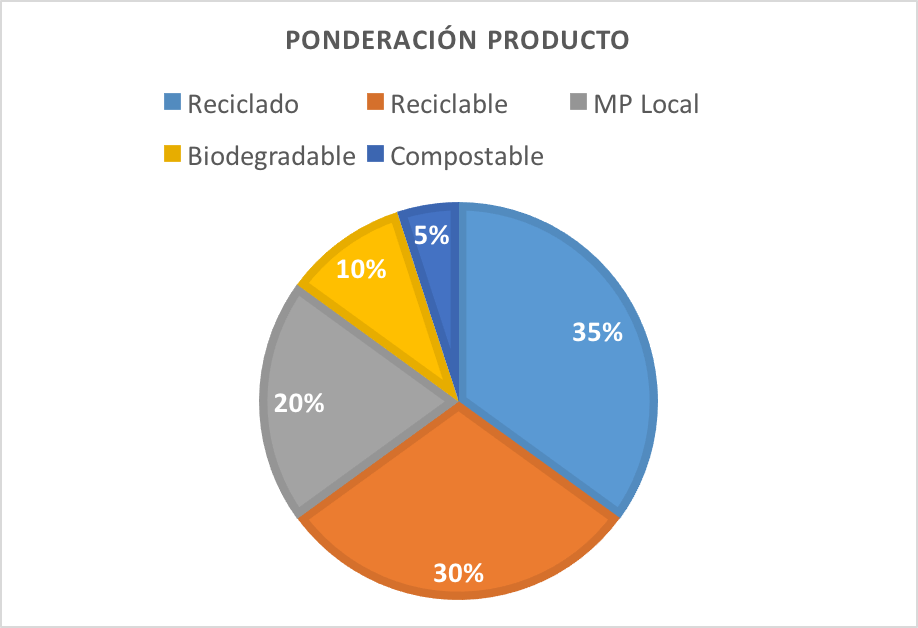 PONDERACIÓN PRODUCTO
Reciclado Reciclable MP Local
Biodegradable Compostable
5%
10%
35%
20%
30%